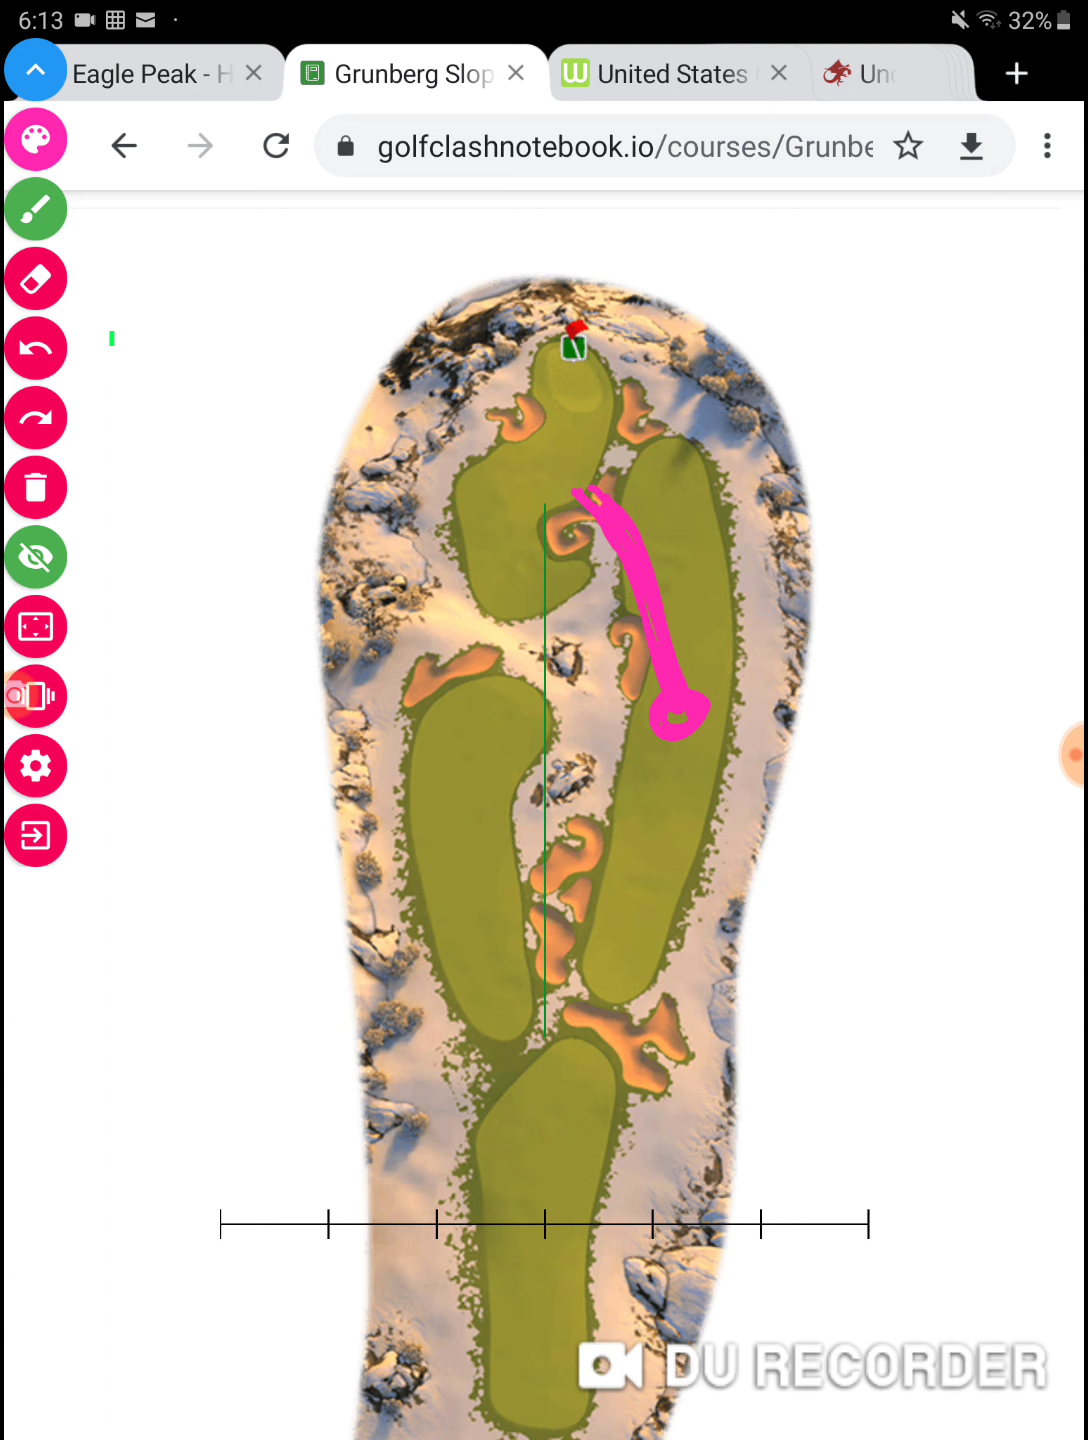 6:13 32%
Eagle Peak - H Grunberg Slop United States Un
golfclashnotebook.io/courses/Grunbe
DU RECORDER